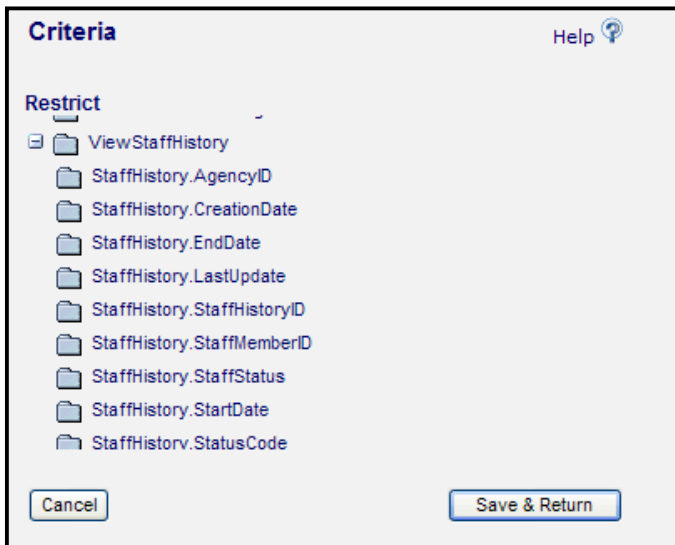 Criteria
Help
Restrict
ViewStaffHistory
StaffHistory.AgencyID
StaffHistory.CreationDate
StaffHistory.EndDate
StaffHistory.LastUpdate
StaffHistory.StaffHistoryID
StaffHistory.StaffMemberID
StaffHistory.StaffStatus
StaffHistory.StartDate
StaffHistory.StatusCode
Cancel
Save & Return